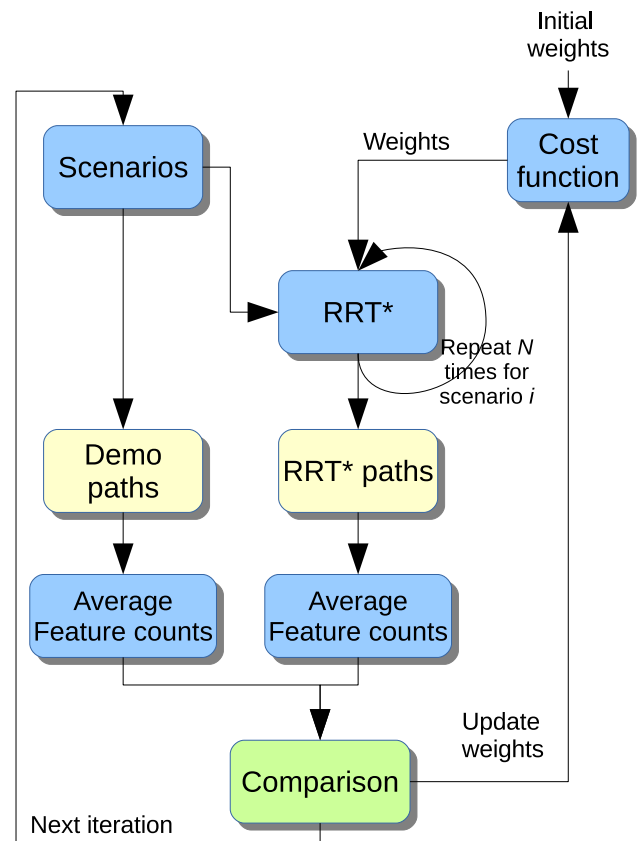 Initial
weights
Scenarios
Weights
Cost
function
RRT*
Repeat N
times for
scenario i
Demo
paths
RRT* paths
Average
Feature counts
Average
Feature counts
Update
weights
Comparison
Next iteration